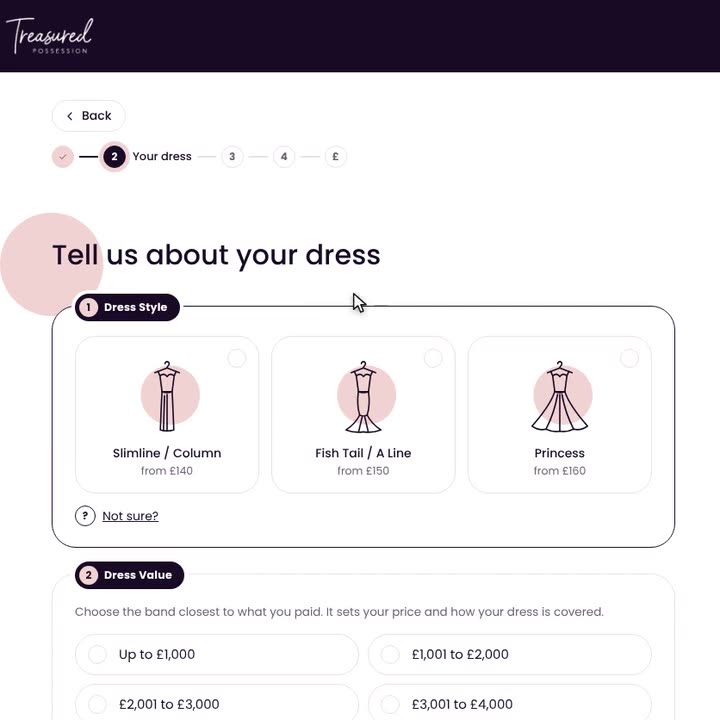 Treasured
POSSESSION
Back
2 Your dress 3 4 £
Tell us about your dress
1 Dress Style
Slimline / Column
from £140
Fish Tail / A Line
from £150
Princess
from £160
? Not sure?
2 Dress Value
Choose the band closest to what you paid. It sets your price and how your dress is covered.
Up to £1,000
£1,001 to £2,000
£2,001 to £3,000
£3,001 to £4,000